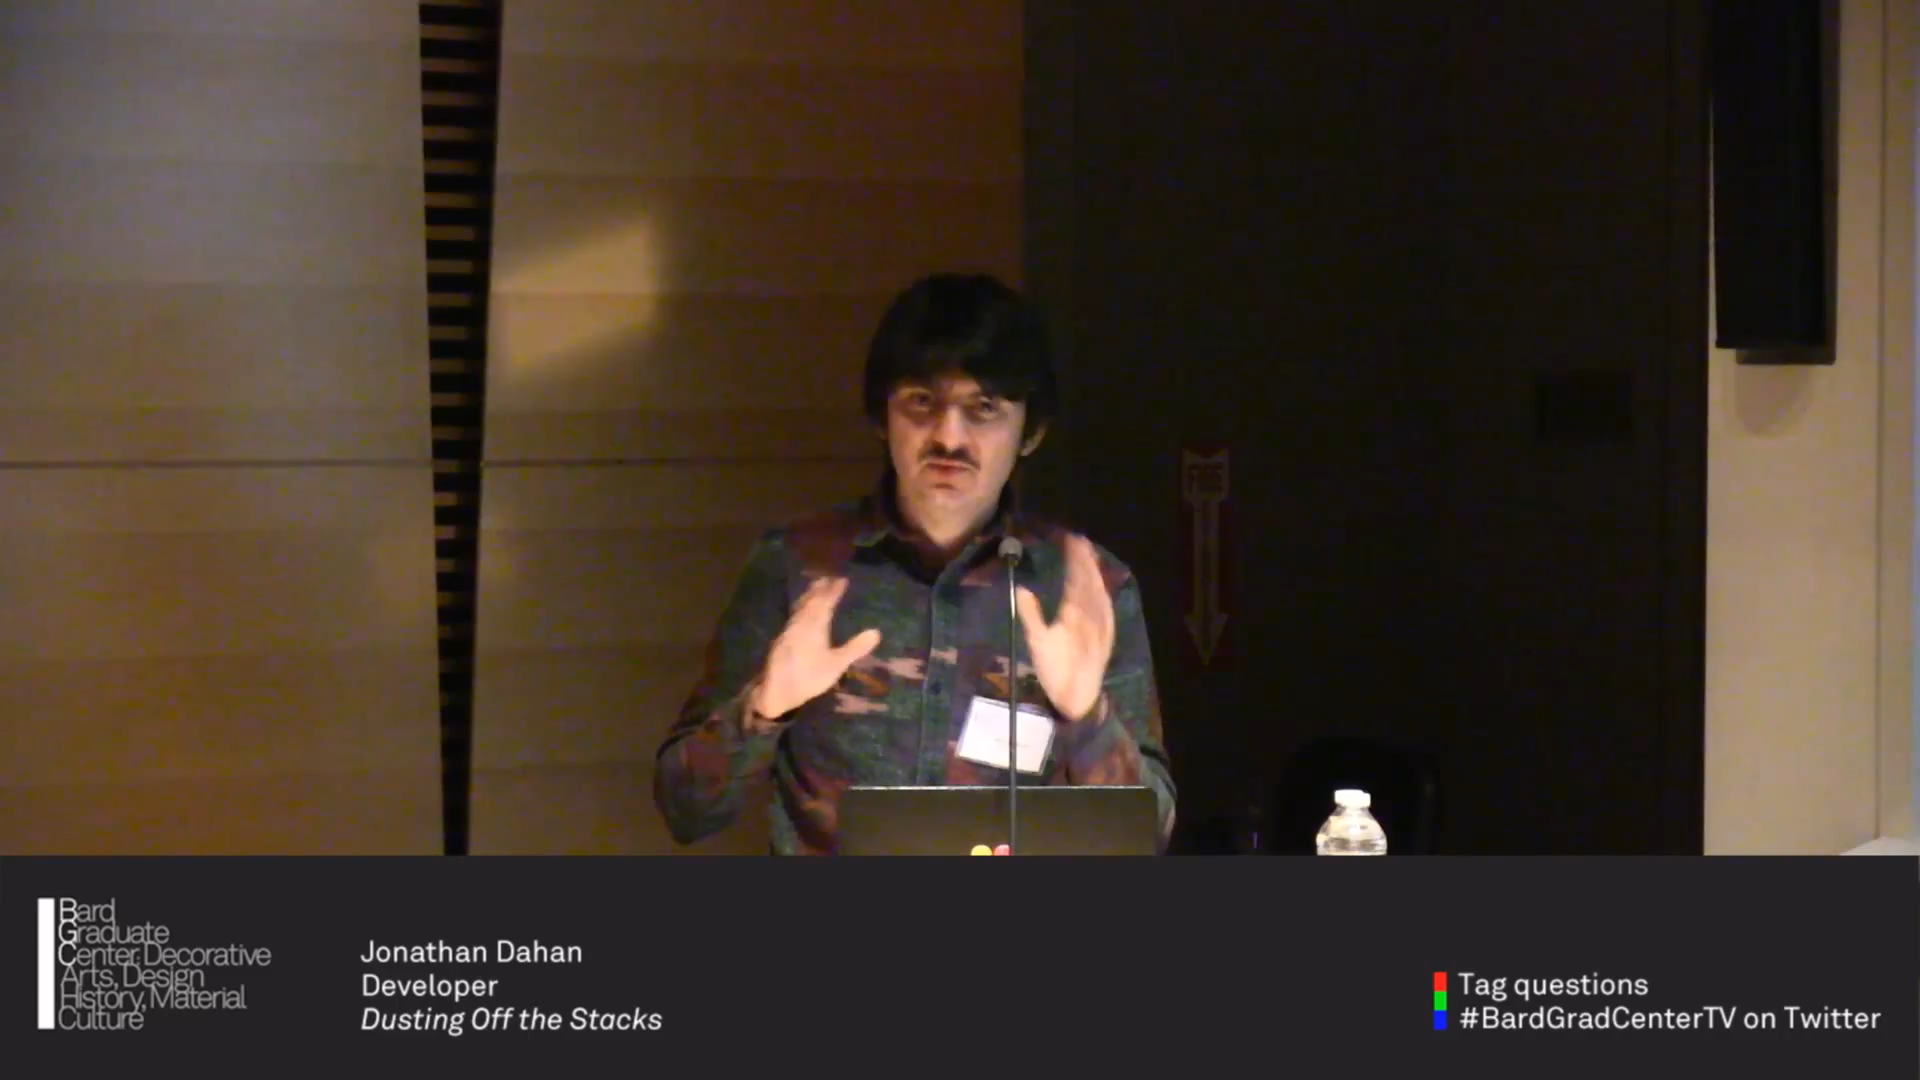 FIRE
Bard
Graduate
Center: Decorative
Arts, Design
History, Material
Culture
Jonathan Dahan
Developer
Dusting Off the Stacks
Tag questions
#BardGradCenterTV on Twitter